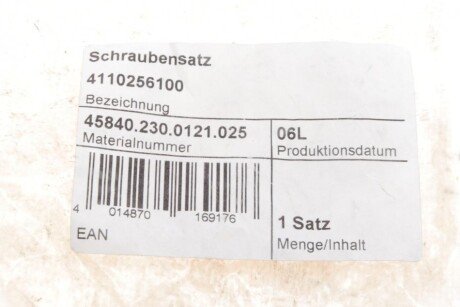 Schraubensatz
4110256100
Bezeichnung
45840.230.0121.025
Materialnummer
06L
Produktionsdatum
4 014870 169176
EAN
1 Satz
Menge/Inhalt